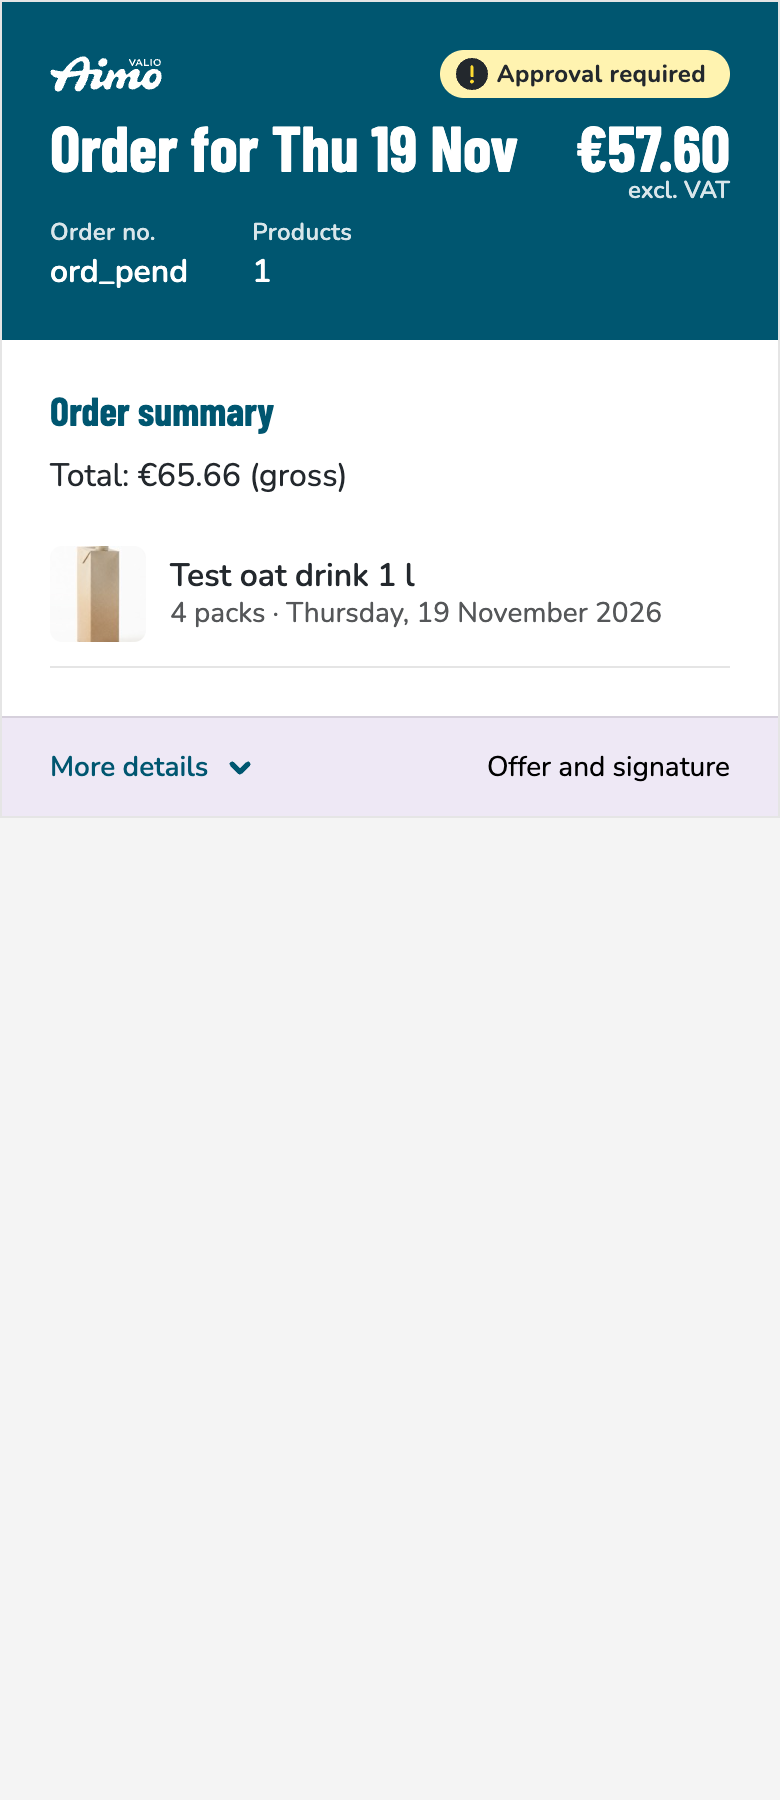 VALIO
Aimo
Approval required
Order for Thu 19 Nov
€57.60
excl. VAT
Order no.
Products
ord_pend
1
Order summary
Total: €65.66 (gross)
Test oat drink 1 l
4 packs · Thursday, 19 November 2026
More details
Offer and signature